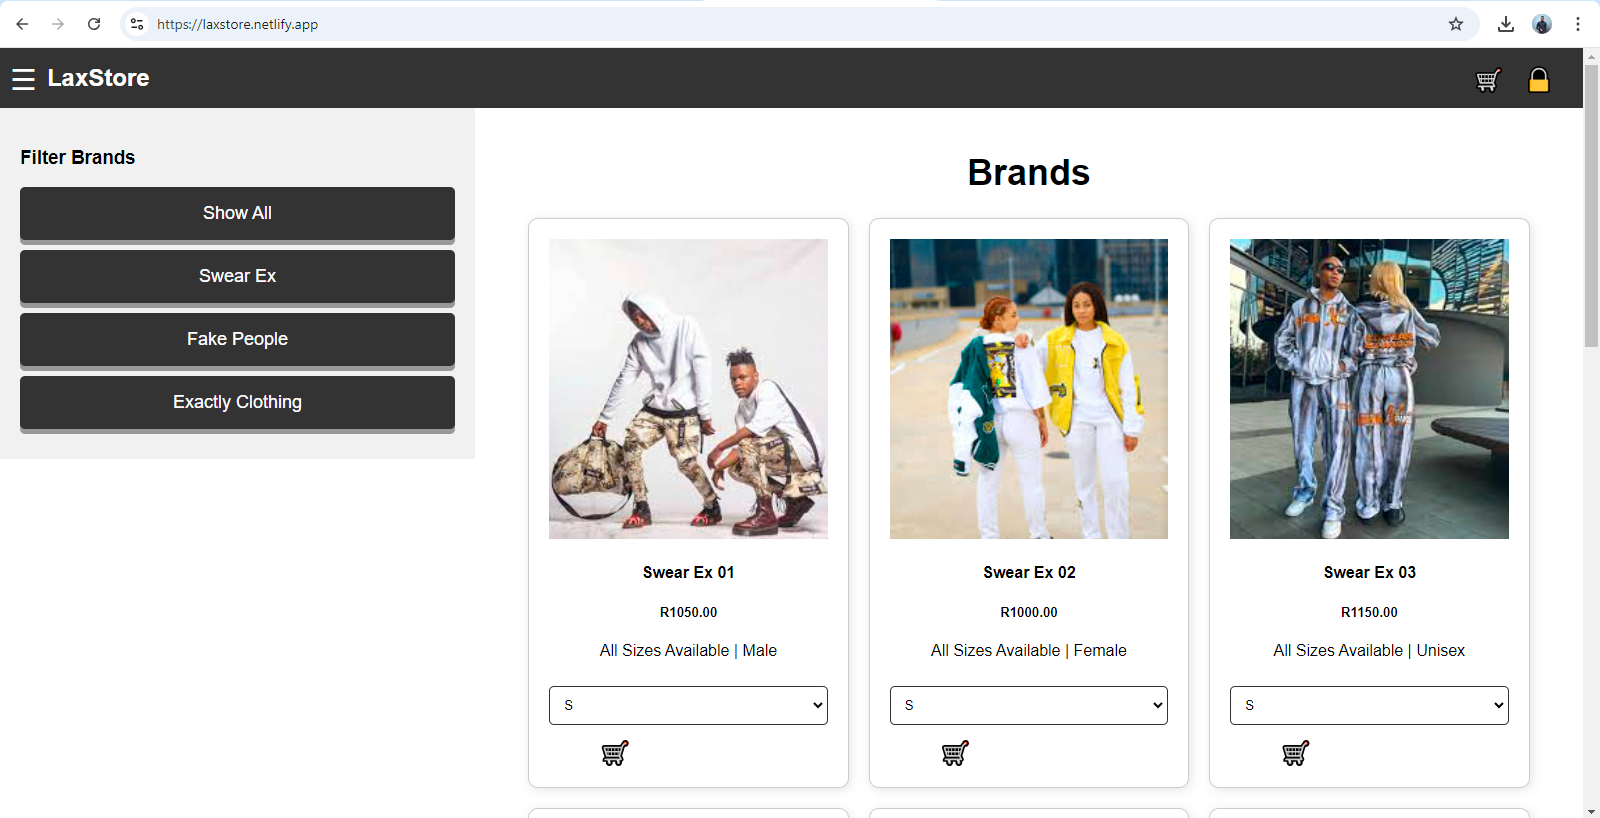 https://laxstore.netlify.app
LaxStore
Filter Brands
Show All
Swear Ex
Fake People
Exactly Clothing
Brands
Swear Ex 01
R1050.00
All Sizes Available | Male
S
Swear Ex 02
R1000.00
All Sizes Available | Female
S
Swear Ex 03
R1150.00
All Sizes Available | Unisex
S